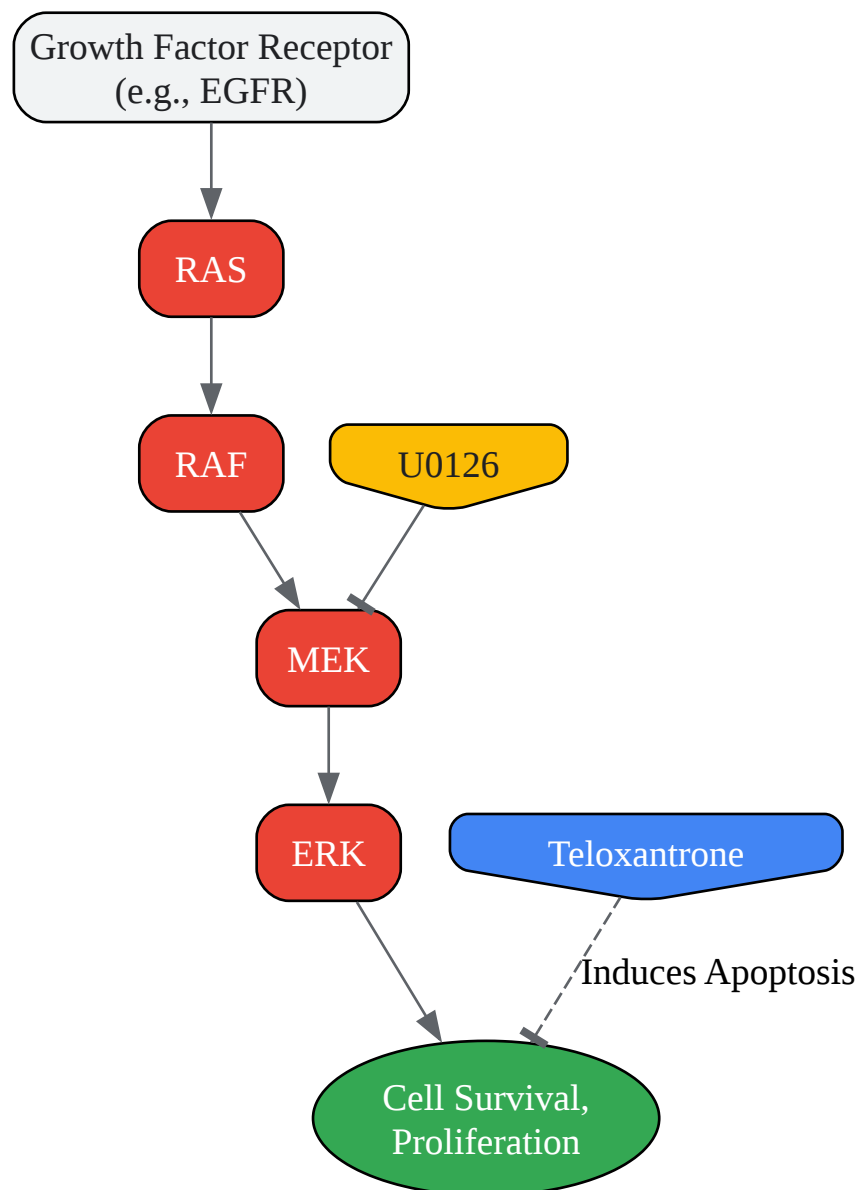 Growth Factor Receptor
(e.g., EGFR)
RAS
RAF
U0126
MEK
ERK
Teloxantrone
Induces Apoptosis
Cell Survival,
Proliferation